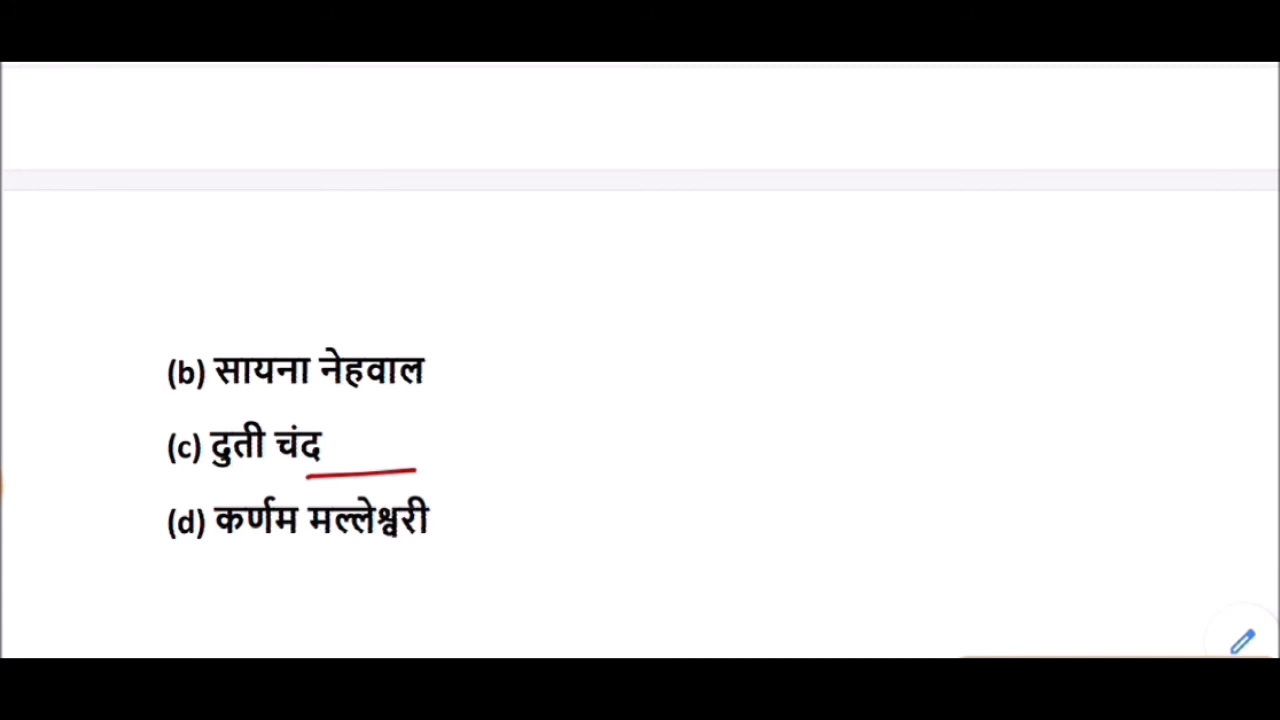 (b) सायना नेहवाल
(c) दुती चंद
(d) कर्णम मल्लेश्वरी